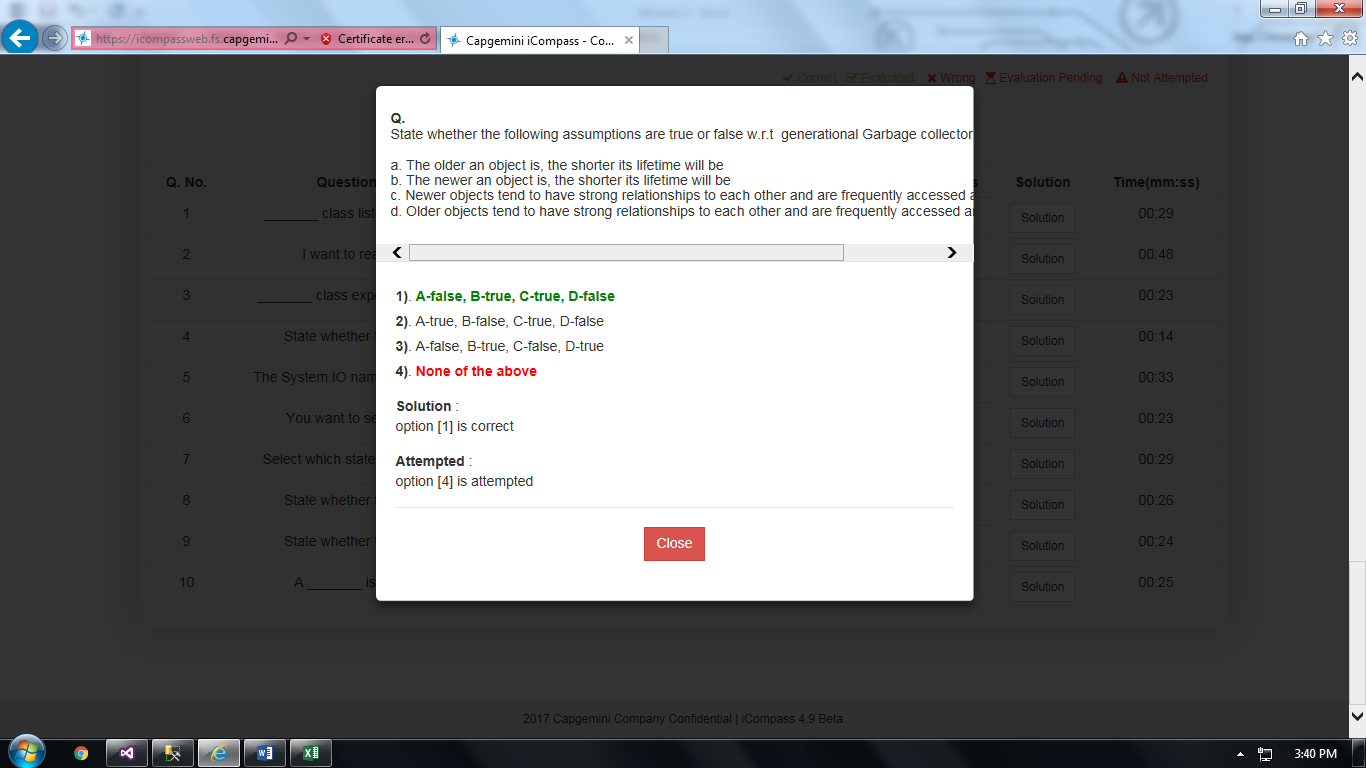 https://icompassweb.fs.capgemi...
Certificate er...
Capgemini iCompass - Co...
Correct Evaluated Wrong Evaluation Pending Not Attempted
Q.
State whether the following assumptions are true or false w.r.t generational Garbage collector
a. The older an object is, the shorter its lifetime will be
b. The newer an object is, the shorter its lifetime will be
c. Newer objects tend to have strong relationships to each other and are frequently accessed a
d. Older objects tend to have strong relationships to each other and are frequently accessed a
1). A-false, B-true, C-true, D-false
2). A-true, B-false, C-true, D-false
3). A-false, B-true, C-false, D-true
4). None of the above
Solution :
option [1] is correct
Attempted :
option [4] is attempted
Close
Q. No. Question Solution Time(mm:ss)
1 _______ class list Solution 00:29
2 I want to rea Solution 00:48
3 _______ class exp Solution 00:23
4 State whether Solution 00:14
5 The System.IO nam Solution 00:33
6 You want to se Solution 00:23
7 Select which state Solution 00:29
8 State whether Solution 00:26
9 State whether Solution 00:24
10 A _______ is Solution 00:25
2017 Capgemini Company Confidential | iCompass 4.9 Beta
3:40 PM